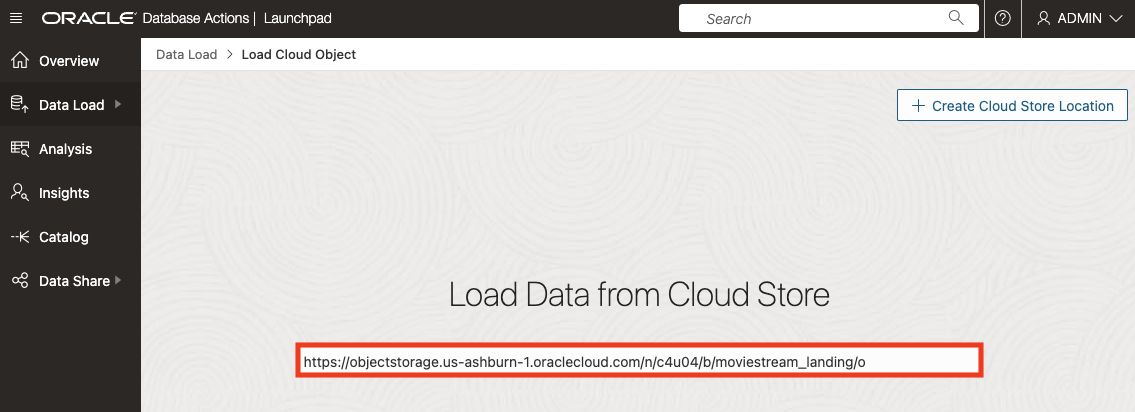 ORACLE Database Actions | Launchpad
Search
ADMIN
Overview
Data Load
Analysis
Insights
Catalog
Data Share
Data Load > Load Cloud Object
+ Create Cloud Store Location
Load Data from Cloud Store
https://objectstorage.us-ashburn-1.oraclecloud.com/n/c4u04/b/moviestream_landing/o